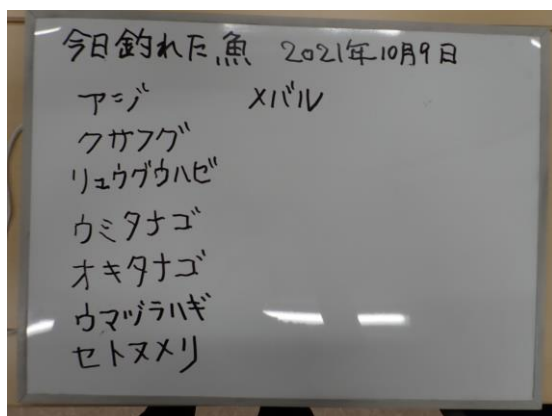 今日釣れた魚 2021年10月9日
アジ メバル
クサフグ
リュウグウハゼ
ウミタナゴ
オキタナゴ
ウマヅラハギ
セトヌメリ